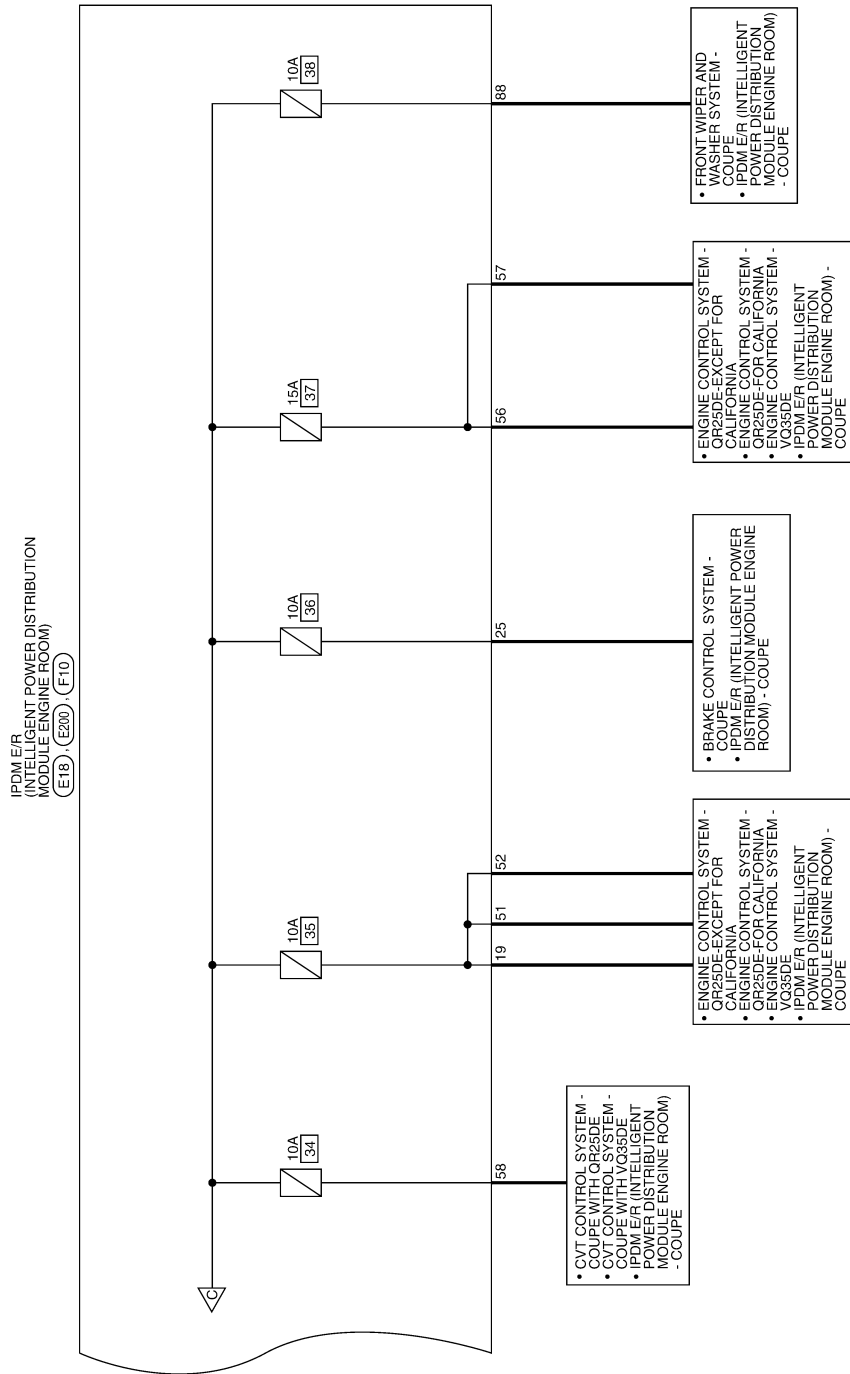 IPDM E/R
(INTELLIGENT POWER DISTRIBUTION
MODULE ENGINE ROOM)
E18 , E200 , F10
C
10A
34
10A
35
10A
36
15A
37
10A
38
58
19
51
52
25
56
57
88
• CVT CONTROL SYSTEM -
COUPE WITH QR25DE
• CVT CONTROL SYSTEM -
COUPE WITH VQ35DE
• IPDM E/R (INTELLIGENT
POWER DISTRIBUTION
MODULE ENGINE ROOM)
- COUPE
• ENGINE CONTROL SYSTEM -
QR25DE-EXCEPT FOR
CALIFORNIA
• ENGINE CONTROL SYSTEM -
QR25DE-FOR CALIFORNIA
• ENGINE CONTROL SYSTEM -
VQ35DE
• IPDM E/R (INTELLIGENT
POWER DISTRIBUTION
MODULE ENGINE ROOM) -
COUPE
• BRAKE CONTROL SYSTEM -
COUPE
• IPDM E/R (INTELLIGENT POWER
DISTRIBUTION MODULE ENGINE
ROOM) - COUPE
• ENGINE CONTROL SYSTEM -
QR25DE-EXCEPT FOR
CALIFORNIA
• ENGINE CONTROL SYSTEM -
QR25DE-FOR CALIFORNIA
• ENGINE CONTROL SYSTEM -
VQ35DE
• IPDM E/R (INTELLIGENT
POWER DISTRIBUTION
MODULE ENGINE ROOM) -
COUPE
• FRONT WIPER AND
WASHER SYSTEM -
COUPE
• IPDM E/R (INTELLIGENT
POWER DISTRIBUTION
MODULE ENGINE ROOM)
- COUPE